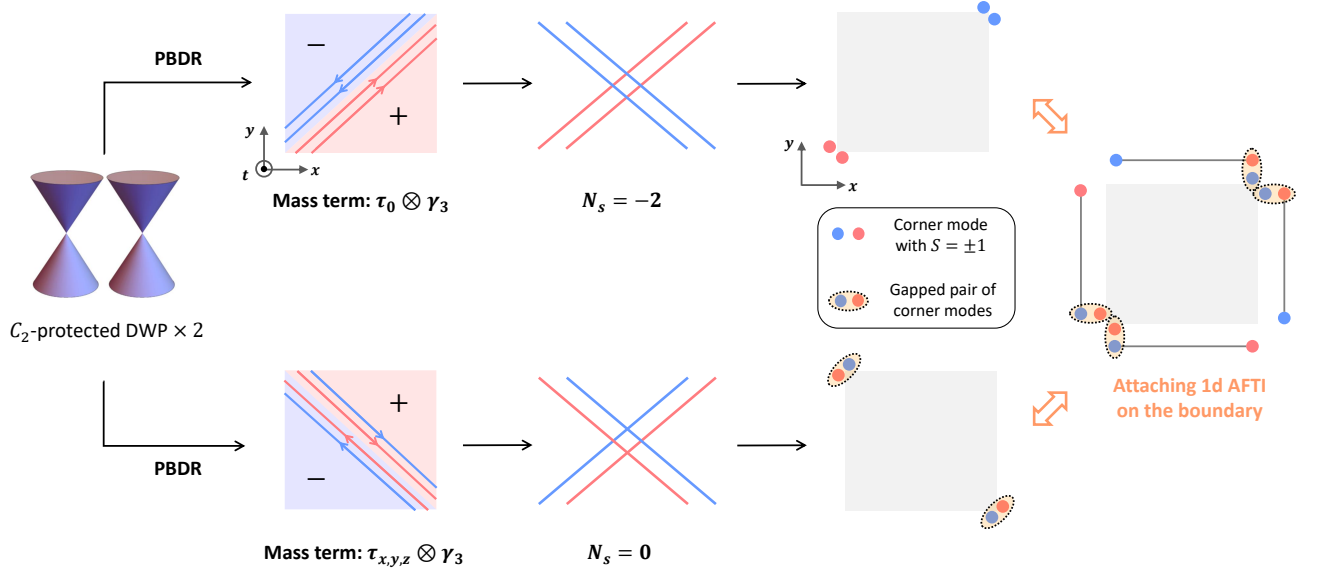 PBDR
−
+
y
t
x
Mass term: τ₀ ⊗ γ₃
Nₛ = −2
y
x
Corner mode
with S = ±1
Gapped pair of
corner modes
C₂-protected DWP × 2
Attaching 1d AFTI
on the boundary
PBDR
+
−
Mass term: τₓ,ᵧ,𝓏 ⊗ γ₃
Nₛ = 0